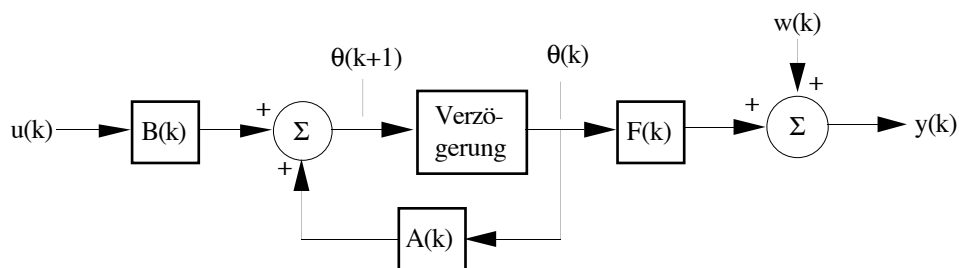 w(k)
θ(k+1)
θ(k)
+
+
+
Verzö-
gerung
u(k)
B(k)
Σ
F(k)
Σ
y(k)
+
A(k)